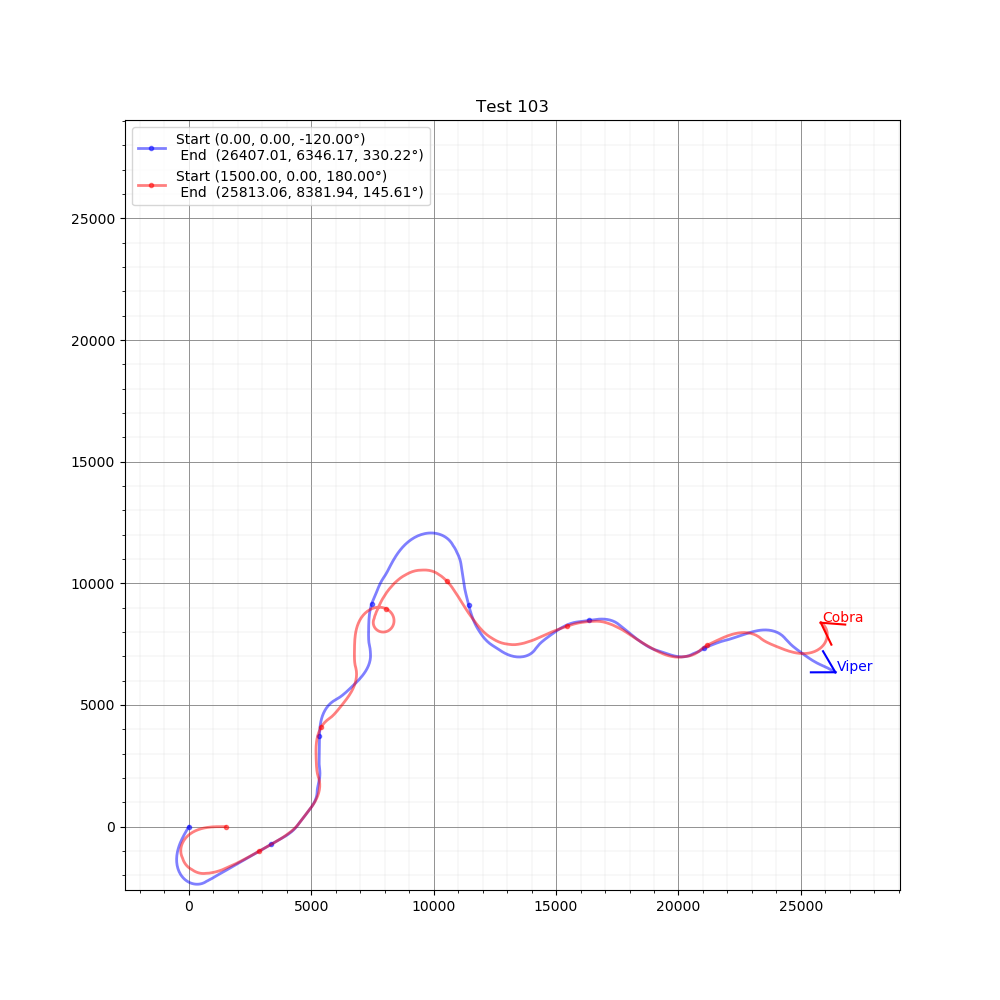 Test 103
Start (0.00, 0.00, -120.00°)
End (26407.01, 6346.17, 330.22°)
Start (1500.00, 0.00, 180.00°)
End (25813.06, 8381.94, 145.61°)
25000
20000
15000
10000
5000
0
Cobra
Viper
0 5000 10000 15000 20000 25000